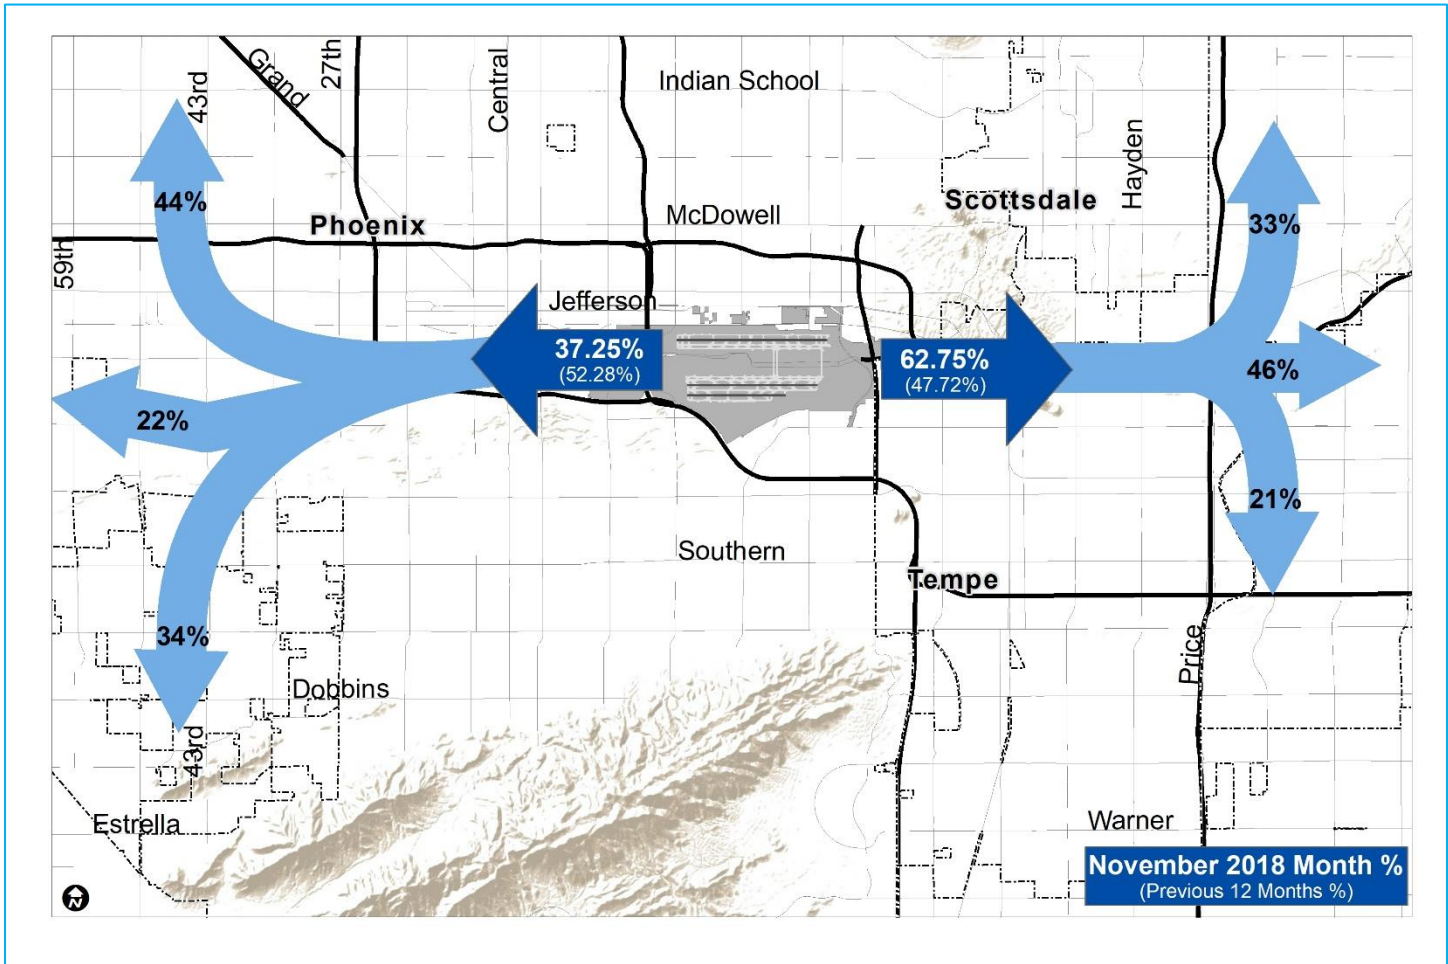 43rd
Grand
27th
Central
Indian School
Hayden
44%
Phoenix
McDowell
Scottsdale
33%
59th
Jefferson
37.25%
(52.28%)
62.75%
(47.72%)
46%
22%
21%
Southern
Tempe
34%
Dobbins
Price
43rd
Estrella
Warner
November 2018 Month %
(Previous 12 Months %)